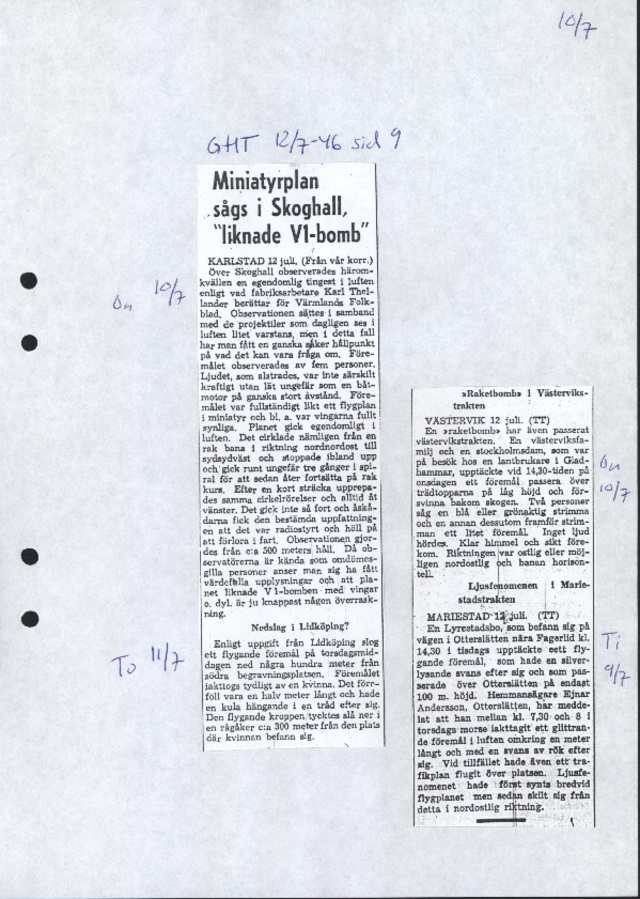 10/7
GHT 12/7-46 sid 9
Miniatyrplan
sågs i Skoghall,
"liknade V1-bomb"
KARLSTAD 12 juli. (Från vår korr.)
Över Skoghall observerades härom-
kvällen en egendomlig tingest i luften
enligt vad fabriksarbetare Karl Thel-
lander berättar för Värmlands Folk-
blad. Observationen sättes i samband
med de projektiler som dagligen ses i
luften litet varstans, men i detta fall
har man fått en ganska säker hållpunkt
på vad det kan vara fråga om. Före-
målet observerades av fem personer.
Ljudet, som alstrades, var inte särskilt
kraftigt utan lät ungefär som en båt-
motor på ganska stort avstånd. Före-
målet var fullständigt likt ett flygplan
i miniatyr och bl. a. var vingarna fullt
synliga. Planet gick egendomligt i
luften. Det cirklade nämligen från en
rak bana i riktning nordnordost till
sydsydväst och stoppade ibland upp
och gick runt ungefär tre gånger i spi-
ral för att sedan åter fortsätta på rak
kurs. Efter en kort sträcka upprepa-
des samma cirkelrörelser och alltid åt
vänster. Det gick inte så fort och åskå-
darna fick den bestämda uppfattning-
en att det var radiostyrt och höll på
att förlora i fart. Observationen gjor-
des från c:a 500 meters håll. Då ob-
servatörerna är kända som omdömes-
gilla personer anser man sig ha fått
värdefulla upplysningar och att pla-
net liknade V1-bomben med vingar
o. dyl. är ju knappast någon överrask-
ning.
Nedslag i Lidköping?
Enligt uppgift från Lidköping slog
ett flygande föremål på torsdagsmid-
dagen ned några hundra meter från
södra begravningsplatsen. Föremålet
iakttogs tydligt av en kvinna. Det före-
föll vara en halv meter långt och hade
en kula hängande i en tråd efter sig.
Den flygande kroppen tycktes slå ner i
en rågåker c:a 300 meter från den plats
där kvinnan befann sig.
On 10/7
To 11/7
»Raketbomb» i Västerviks-
trakten
VÄSTERVIK 12 juli. (TT)
En »raketbomb» har även passerat
västervikstrakten. En västerviksfa-
milj och en stockholmsdam, som var
på besök hos en lantbrukare i Glad-
hammar, upptäckte vid 14,30-tiden på
onsdagen ett föremål passera över
trädtopparna på låg höjd och för-
svinna bakom skogen. Två personer
såg en blå eller grönaktig strimma
och en annan dessutom framför strim-
man ett litet föremål. Inget ljud
hördes. Klar himmel och sikt före-
kom. Riktningen var ostlig eller möj-
ligen nordostlig och banan horison-
tell.
Ljusfenomenen i Marie-
stadstrakten
MARIESTAD 12 juli. (TT)
En Lyrestadsbo, som befann sig på
vägen i Otterslätten nära Fagerlid kl.
14,30 i tisdags upptäckte ett fly-
gande föremål, som hade en silver-
lysande svans efter sig och som pas-
serade över Otterslätten på endast
100 m. höjd. Hemmansägare Ejnar
Andersson, Otterslätten, har medde-
lat att han mellan kl. 7,30 och 8 i
torsdags morse iakttagit ett glittran-
de föremål i luften omkring en meter
långt och med en svans av rök efter
sig. Vid tillfället hade även ett tra-
fikplan flugit över platsen. Ljusfe-
nomenet hade först synts bredvid
flygplanet men sedan skilt sig från
detta i nordostlig riktning.
On
10/7
Ti
9/7